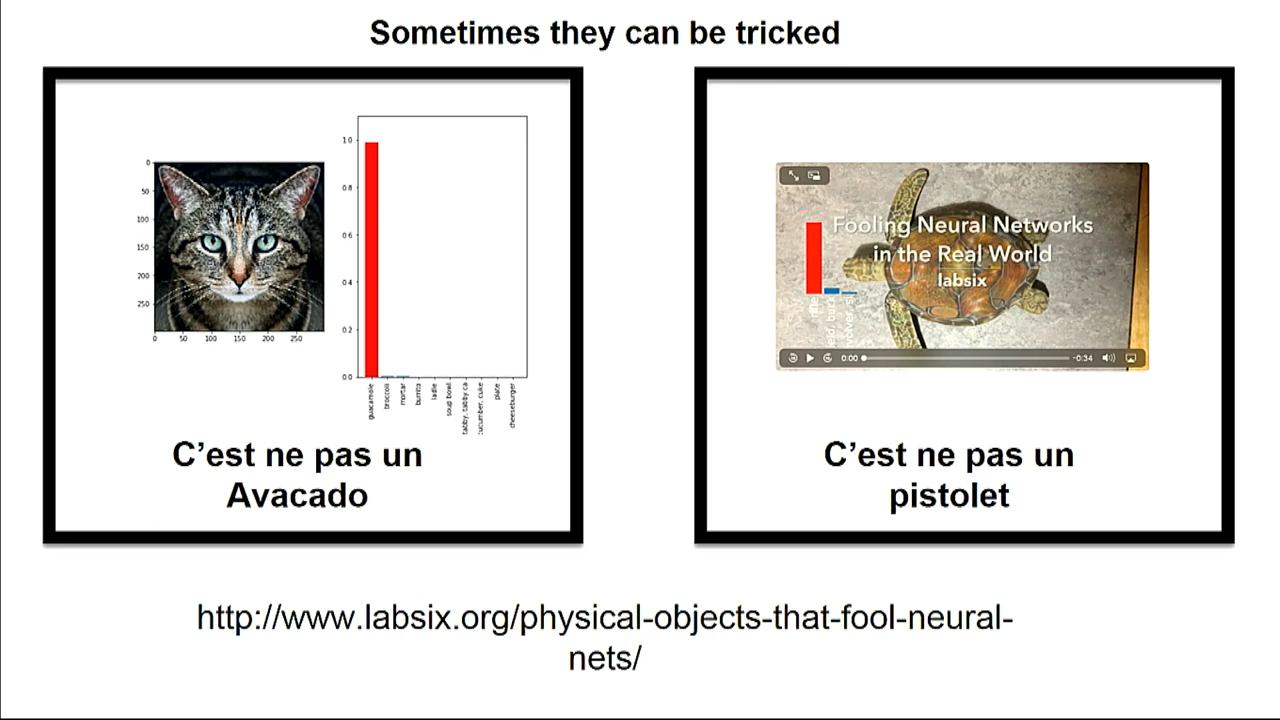 Sometimes they can be tricked
0
50
100
150
200
250
0 50 100 150 200 250
1.0
0.8
0.6
0.4
0.2
0.0
guacamole
broccoli
mortar
burrito
ladle
soup bowl
tabby, tabby ca
cucumber, cuke
plate
cheeseburger
C’est ne pas un
Avacado
Fooling Neural Networks
in the Real World
labsix
rifle
0:00
-0:34
C’est ne pas un
pistolet
http://www.labsix.org/physical-objects-that-fool-neural-
nets/